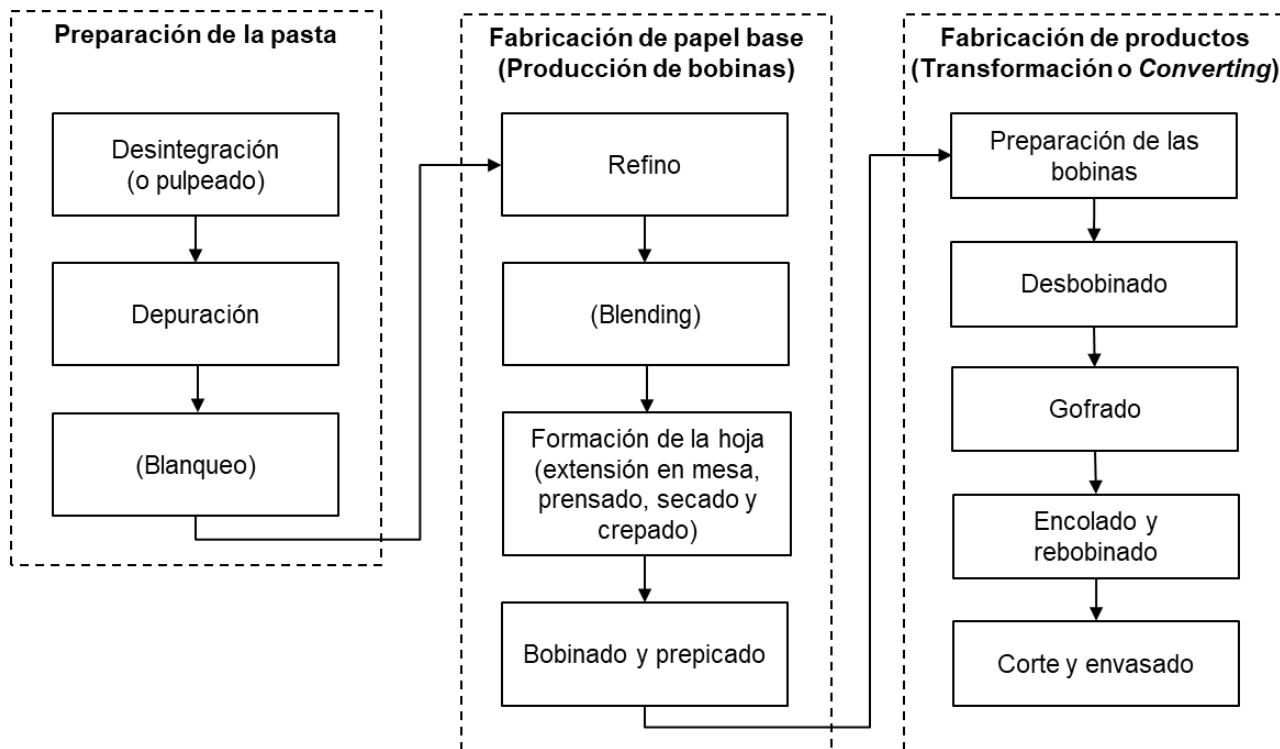 Preparación de la pasta
Desintegración
(o pulpeado)
Depuración
(Blanqueo)
Fabricación de papel base
(Producción de bobinas)
Refino
(Blending)
Formación de la hoja
(extensión en mesa,
prensado, secado y
crepado)
Bobinado y prepicado
Fabricación de productos
(Transformación o Converting)
Preparación de las
bobinas
Desbobinado
Gofrado
Encolado y
rebobinado
Corte y envasado